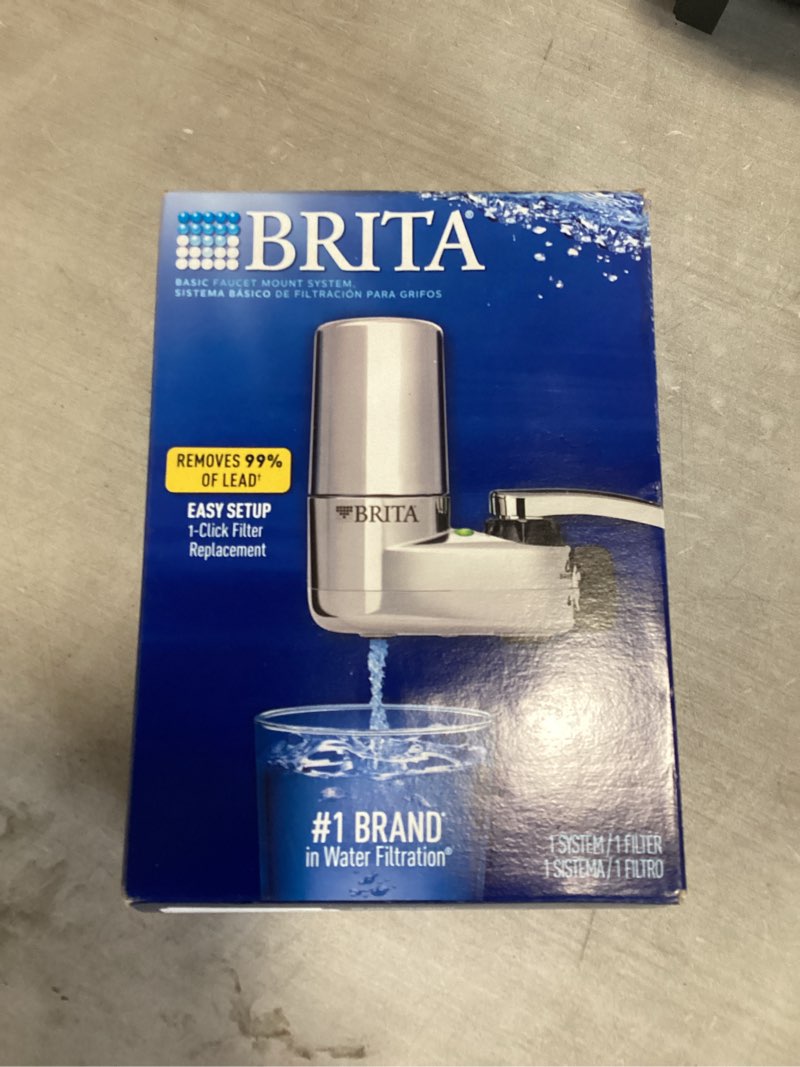 BRITA®
BASIC FAUCET MOUNT SYSTEM
SISTEMA BÁSICO DE FILTRACIÓN PARA GRIFOS
REMOVES 99%
OF LEAD†
EASY SETUP
1-Click Filter
Replacement
BRITA
#1 BRAND*
in Water Filtration®
1 SYSTEM/1 FILTER
1 SISTEMA/1 FILTRO